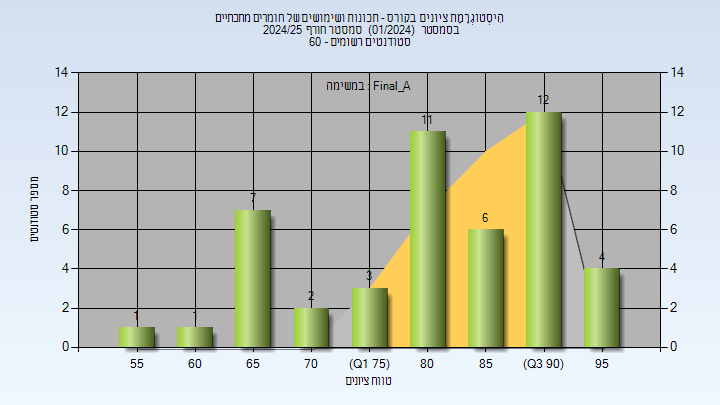 היסטוגרמת ציונים בקורס - תכונות ושימושים של חומרים מתכתיים
בסמסטר (01/2024) סמסטר חורף 2024/25
סטודנטים רשומים - 60
במשימה : Final_A
מספר סטודנטים
14 14
12 12
10 10
8 8
6 6
4 4
2 2
0 0
1 1 7 2 3 11 6 12 4
55 60 65 70 (Q1 75) 80 85 (Q3 90) 95
טווח ציונים